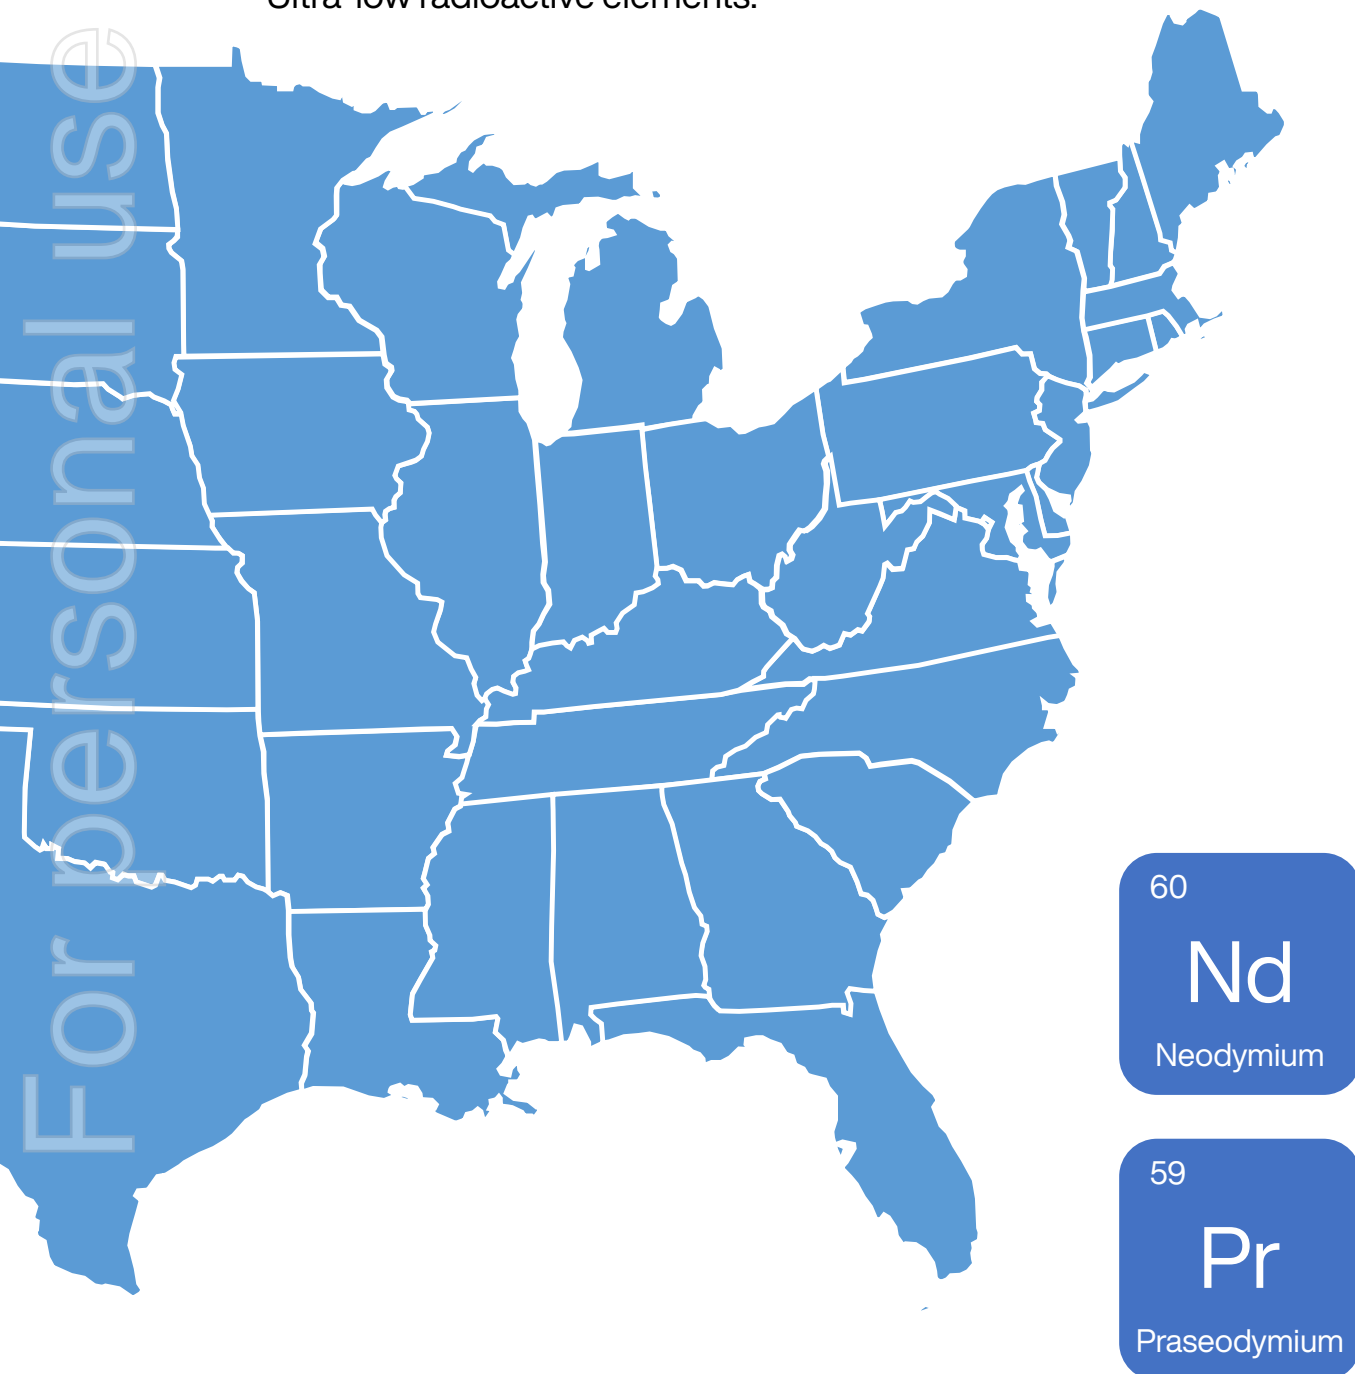 Ultra-low radioactive elements.
For personal use
60
Nd
Neodymium
59
Pr
Praseodymium